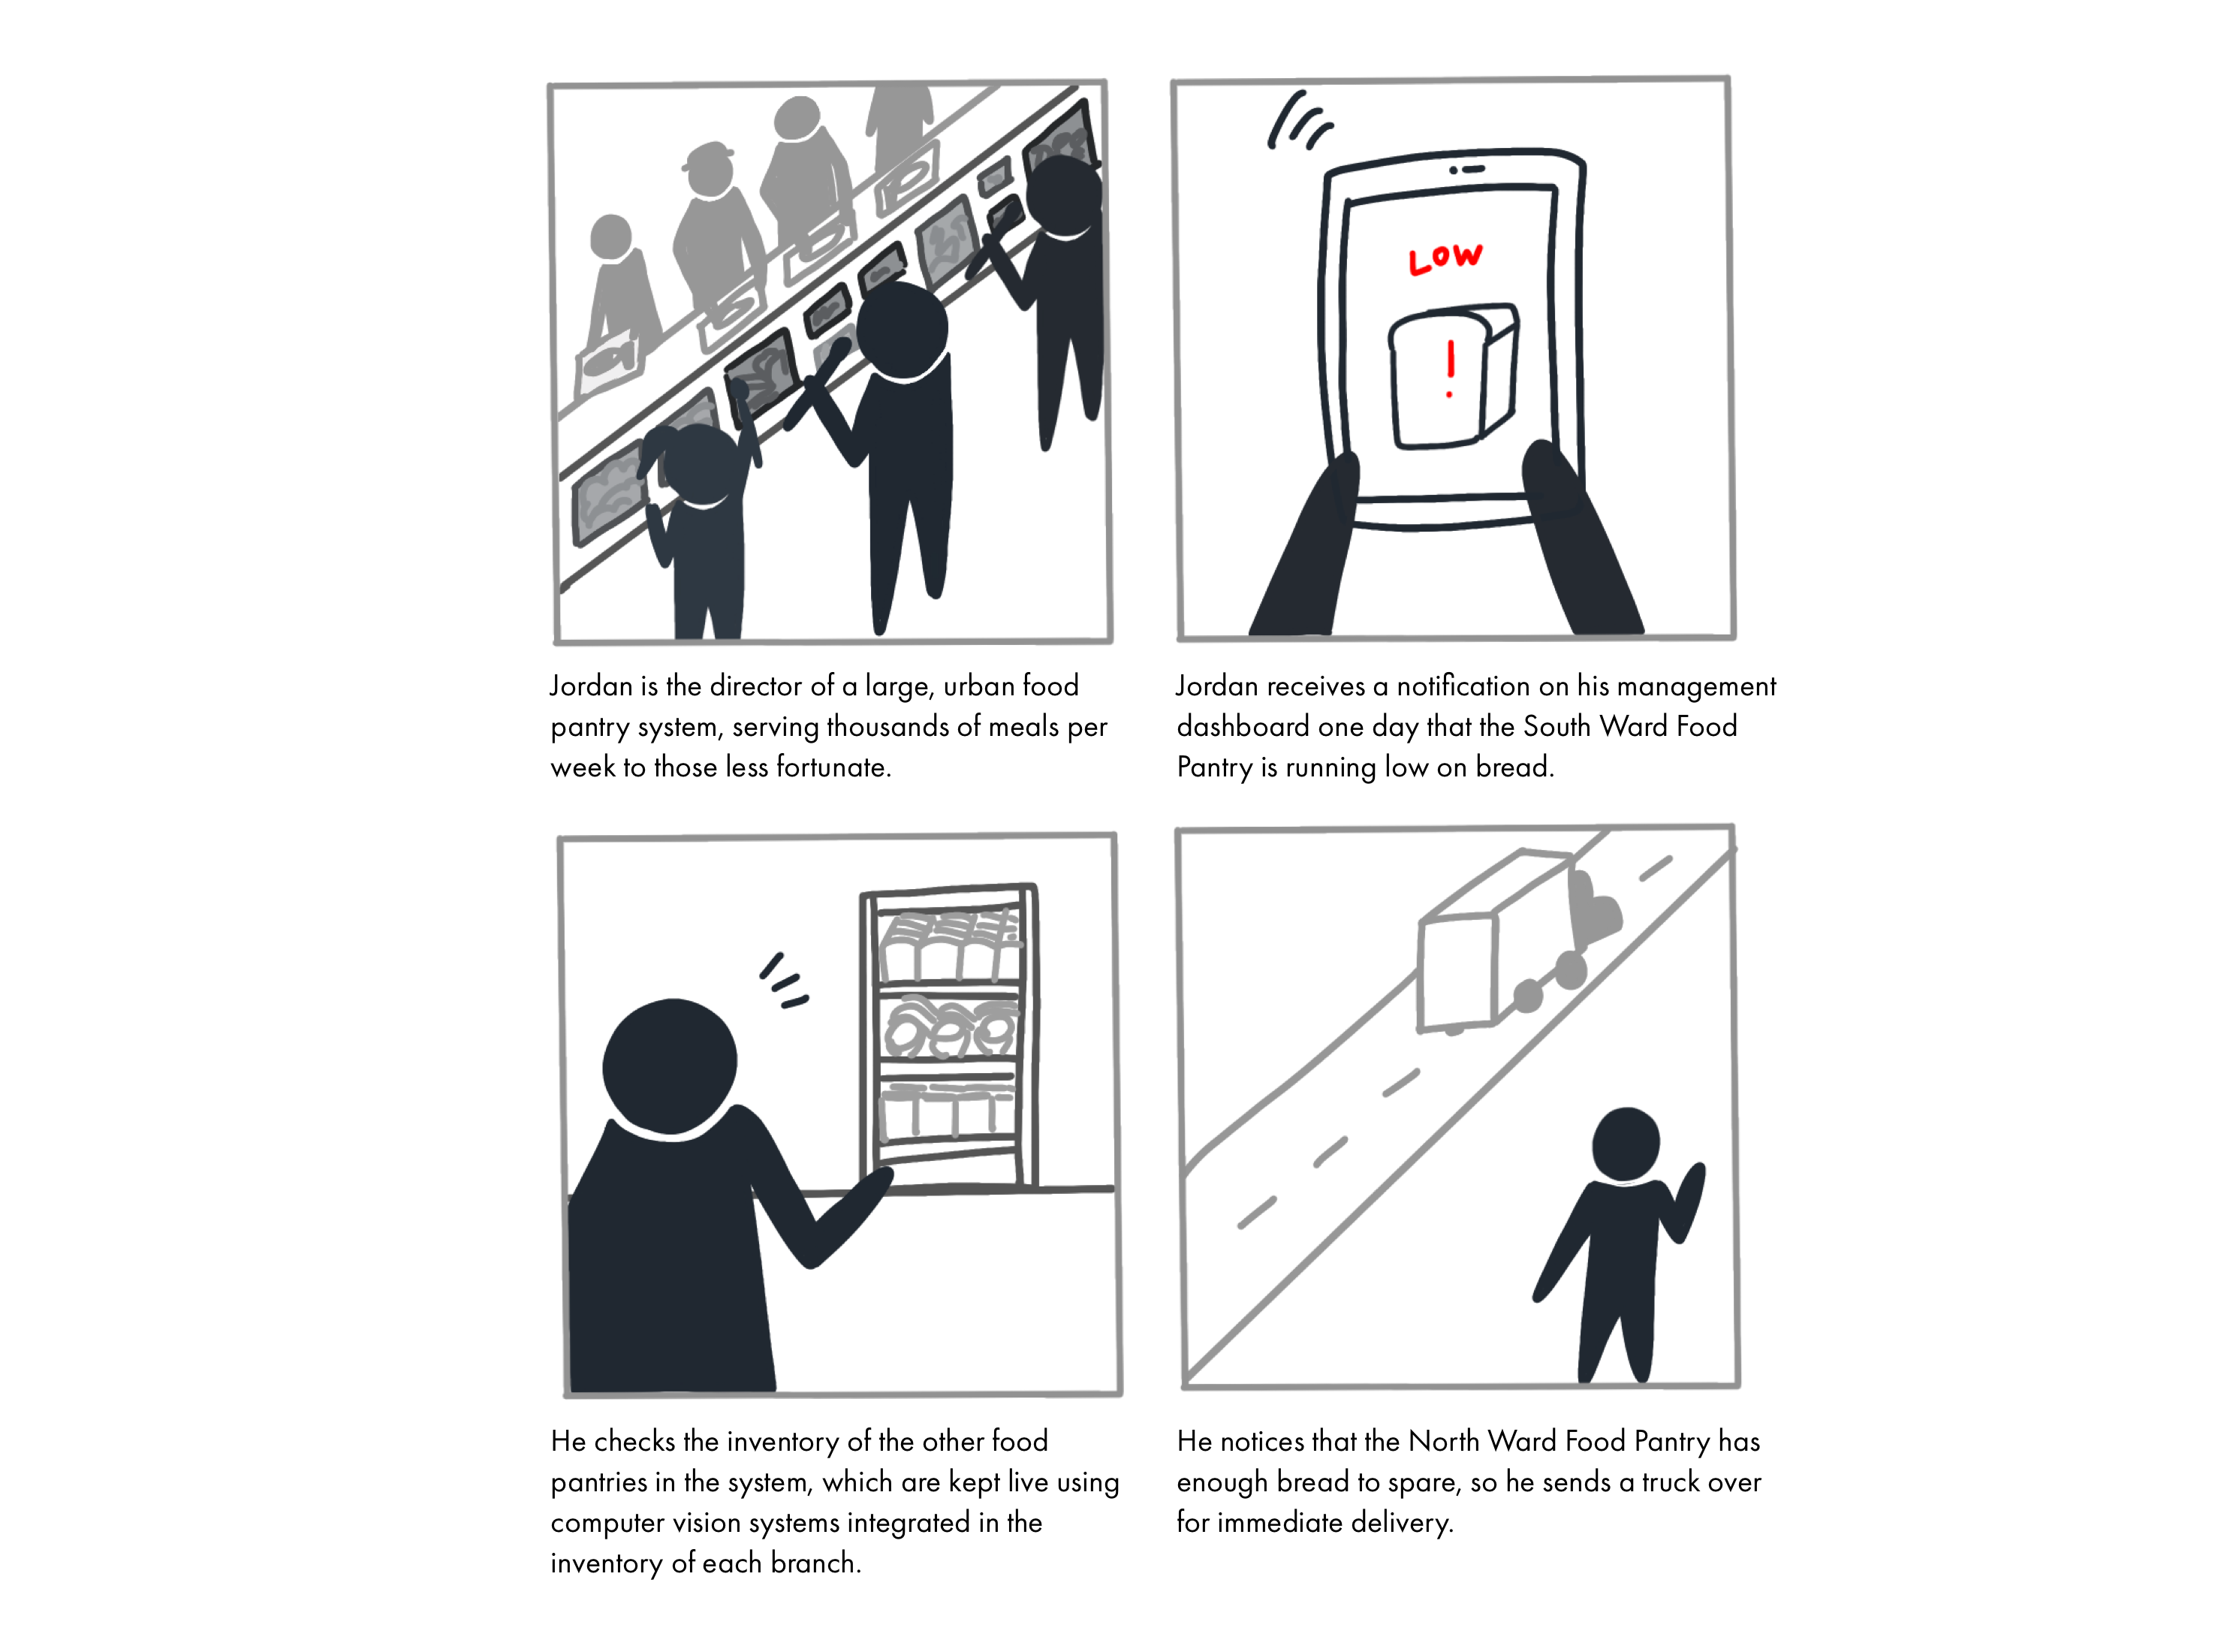 LOW
!
Jordan is the director of a large, urban food
pantry system, serving thousands of meals per
week to those less fortunate.
Jordan receives a notification on his management
dashboard one day that the South Ward Food
Pantry is running low on bread.
He checks the inventory of the other food
pantries in the system, which are kept live using
computer vision systems integrated in the
inventory of each branch.
He notices that the North Ward Food Pantry has
enough bread to spare, so he sends a truck over
for immediate delivery.